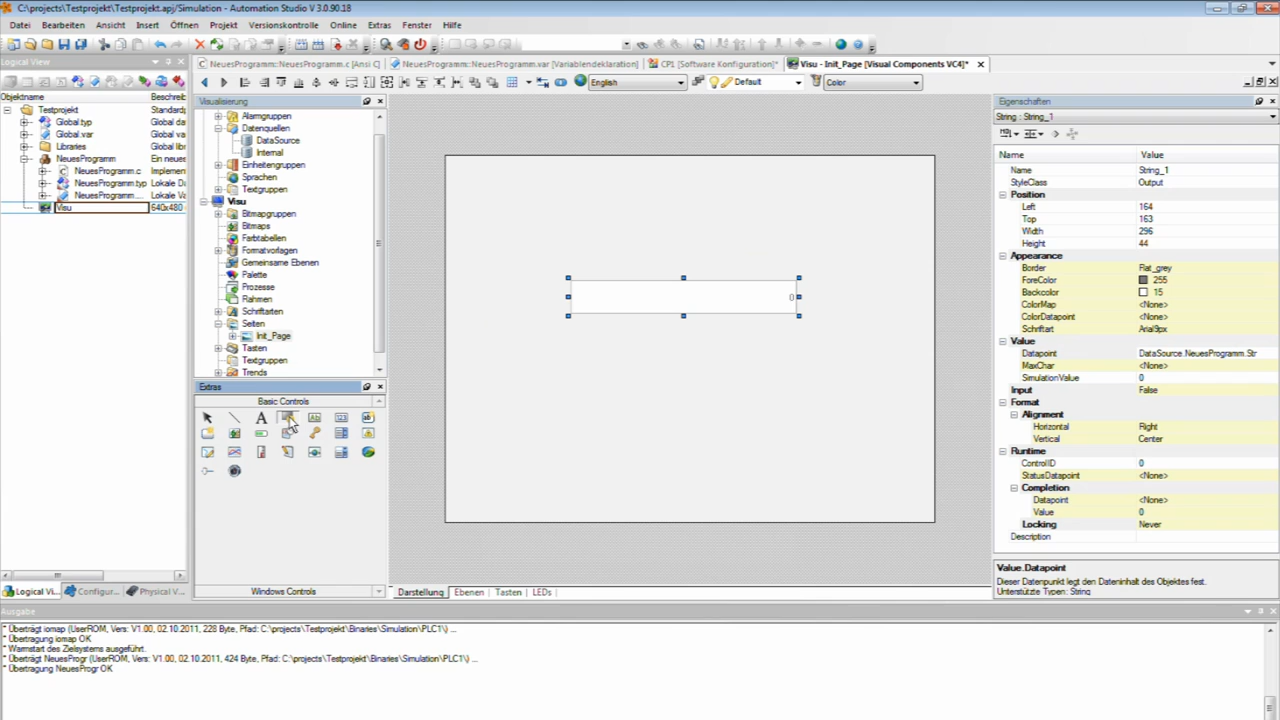 C:\projects\Testprojekt\Testprojekt.apj/Simulation - Automation Studio V 3.0.90.18
Datei Bearbeiten Ansicht Insert Öffnen Projekt Versionskontrolle Online Extras Fenster Hilfe
Logical View
Objektname Beschreib
Testprojekt Standardp
Global.typ Global da
Global.var Global va
Libraries Global libr
NeuesProgramm Ein neues
NeuesProgramm.c Implemen
NeuesProgramm.typ Lokale Da
NeuesProgramm.... Lokale Va
Visu 640x480
Logical Vi... Configur... Physical V...
NeuesProgramm::NeuesProgramm.c [Ansi C] NeuesProgramm::NeuesProgramm.var [Variablendeklaration] CP1 [Software Konfiguration]* Visu - Init_Page [Visual Components VC4]*
English Default Color
Visualisierung
Alarmgruppen
Datenquellen
DataSource
Internal
Einheitengruppen
Sprachen
Textgruppen
Visu
Bitmapgruppen
Bitmaps
Farbtabellen
Formatvorlagen
Gemeinsame Ebenen
Palette
Prozesse
Rahmen
Schriftarten
Seiten
Init_Page
Tasten
Textgruppen
Trends
Extras
Basic Controls
Windows Controls
0
Darstellung Ebenen Tasten LEDs
Eigenschaften
String : String_1
Name Value
Name String_1
StyleClass Output
Position
Left 164
Top 163
Width 296
Height 44
Appearance
Border Flat_grey
ForeColor 255
Backcolor 15
ColorMap <None>
ColorDatapoint <None>
Schriftart Arial9px
Value
Datapoint DataSource.NeuesProgramm.Str
MaxChar <None>
SimulationValue 0
Input False
Format
Alignment
Horizontal Right
Vertical Center
Runtime
ControlID 0
StatusDatapoint <None>
Completion
Datapoint <None>
Value 0
Locking Never
Description
Value.Datapoint
Dieser Datenpunkt legt den Dateninhalt des Objektes fest.
Unterstützte Typen: String
Ausgabe
* Überträgt iomap (UserROM, Vers: V1.00, 02.10.2011, 228 Byte, Pfad: C:\projects\Testprojekt\Binaries\Simulation\PLC1\) ...
* Übertragung iomap OK
* Warmstart des Zielsystems ausgeführt.
* Überträgt NeuesProgr (UserROM, Vers: V1.00, 02.10.2011, 424 Byte, Pfad: C:\projects\Testprojekt\Binaries\Simulation\PLC1\) ...
* Übertragung NeuesProgr OK